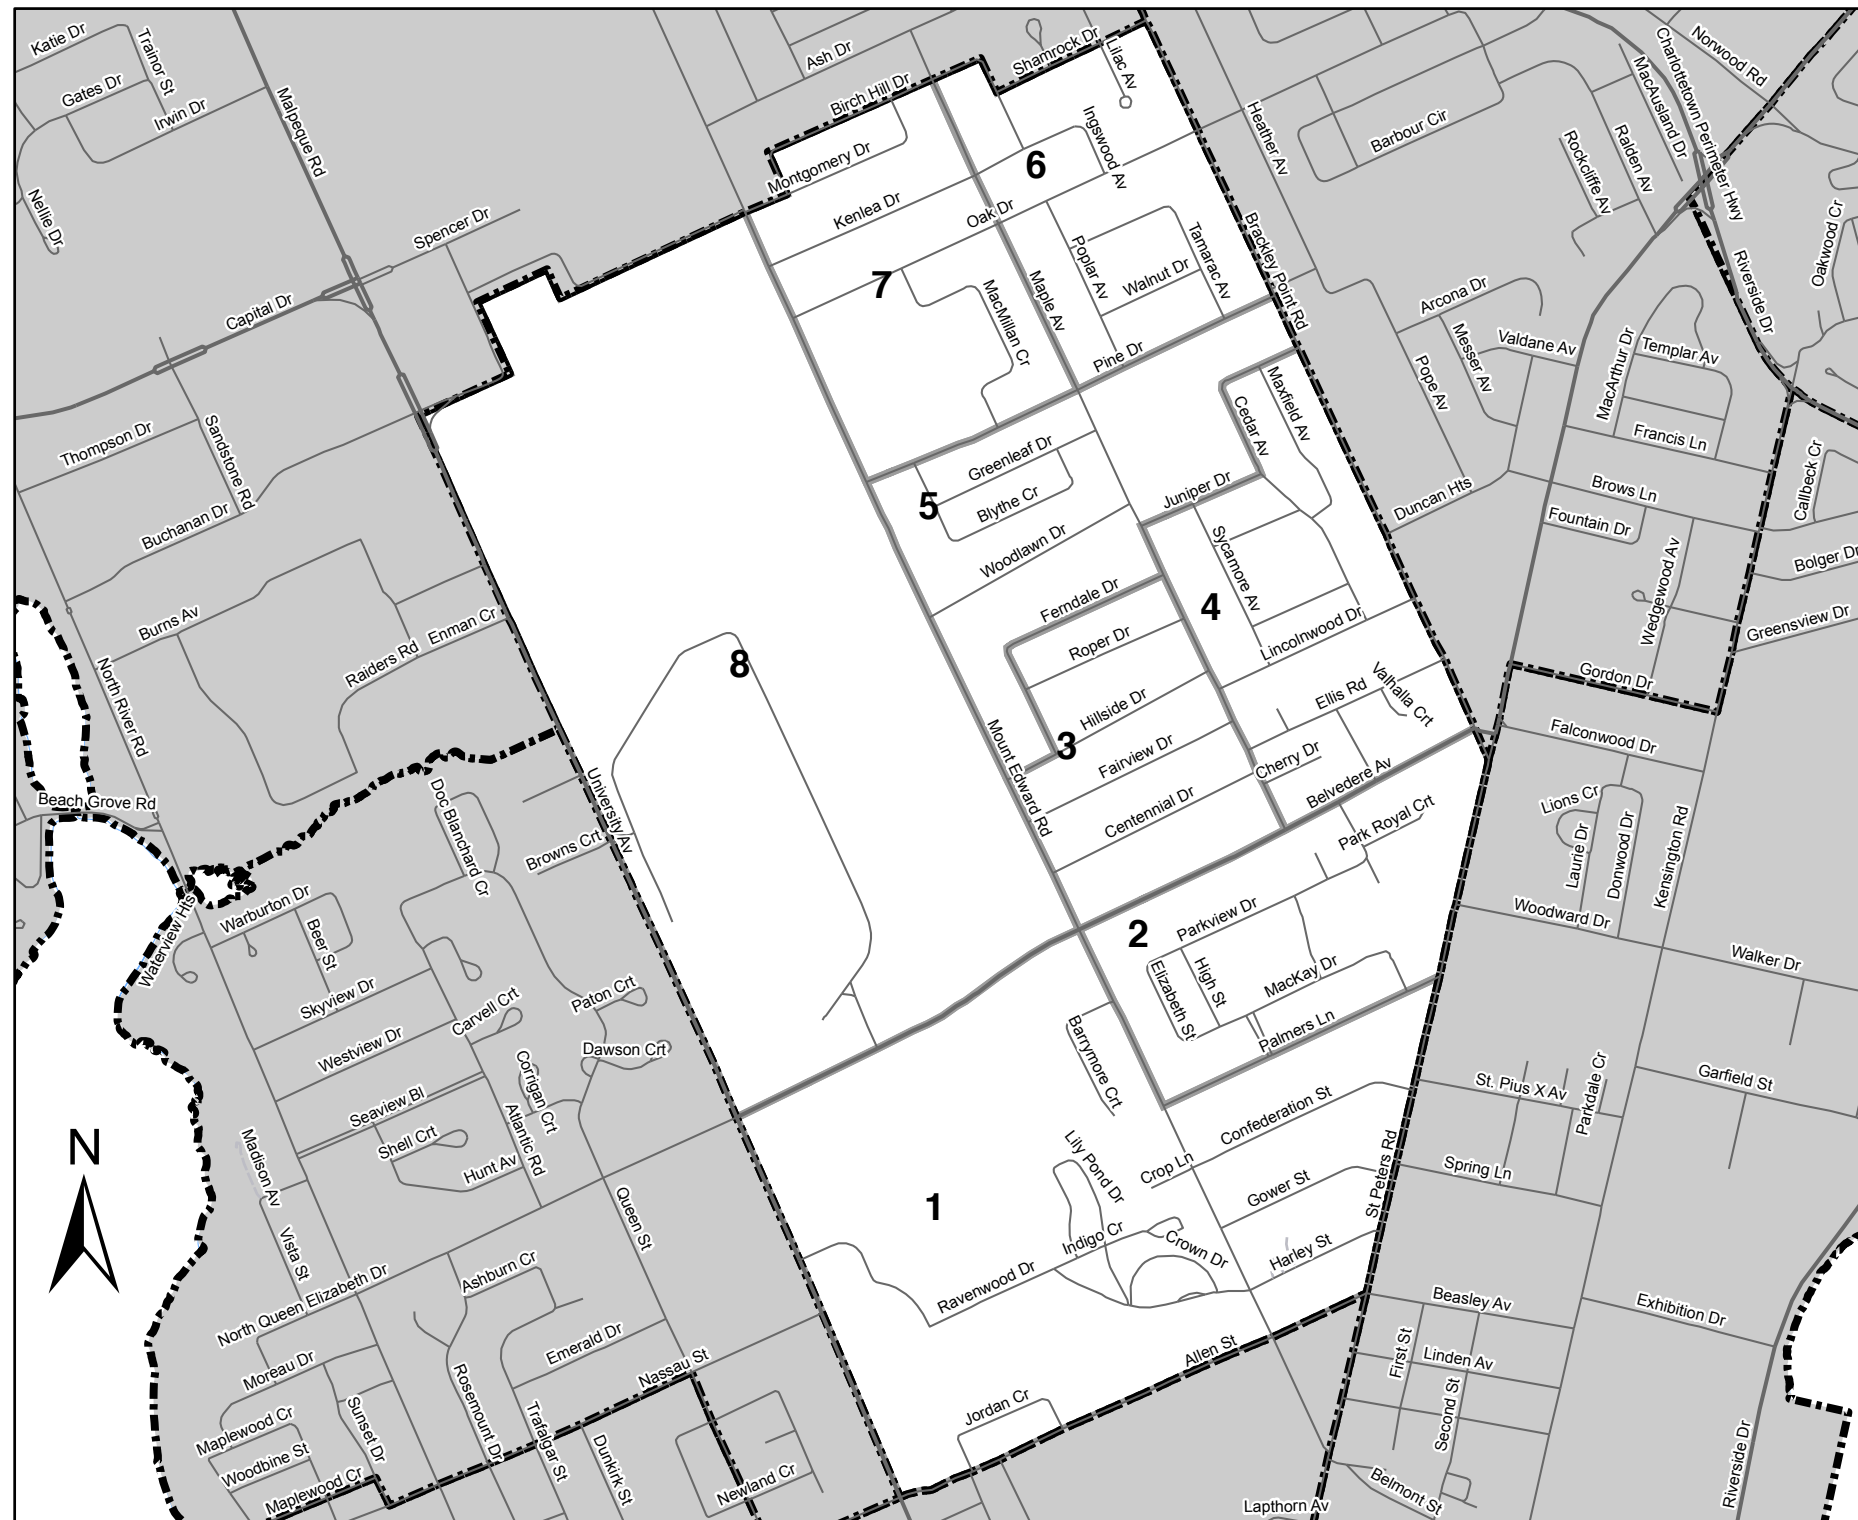 Katie Dr
Trainor St
Gates Dr
Irwin Dr
Nellie Dr
Malpeque Rd
Spencer Dr
Capital Dr
Ash Dr
Birch Hill Dr
Shamrock Dr
Lilac Av
Montgomery Dr
Kenlea Dr
Oak Dr
Ingswood Av
6
7
Poplar Av
Walnut Dr
Tamarac Av
MacMillan Cr
Maple Av
Pine Dr
Heather Av
Brackley Point Rd
Barbour Cir
Rockcliffe Av
Ralden Av
MacAusland Dr
Charlottetown Perimeter Hwy
Norwood Rd
Riverside Dr
Oakwood Cr
Arcona Dr
Messer Av
Valdane Av
Pope Av
MacArthur Dr
Templar Av
Francis Ln
Duncan Hts
Brows Ln
Fountain Dr
Wedgewood Av
Callbeck Cr
Bolger Dr
Greensview Dr
Gordon Dr
Thompson Dr
Sandstone Rd
Buchanan Dr
Burns Av
Raiders Rd
Enman Cr
North River Rd
Beach Grove Rd
Greenleaf Dr
Blythe Cr
5
Woodlawn Dr
Cedar Av
Maxfield Av
Juniper Dr
Sycamore Av
4
Lincolnwood Dr
Ferndale Dr
Roper Dr
Hillside Dr
3
Fairview Dr
Centennial Dr
Cherry Dr
Ellis Rd
Valhalla Crt
Belvedere Av
Park Royal Crt
Mount Edward Rd
8
University Av
Falconwood Dr
Lions Cr
Laurie Dr
Donwood Dr
Kensington Rd
Woodward Dr
Walker Dr
Doc Blanchard Cr
Browns Crt
Warburton Dr
Beer St
Waterview Hts
Skyview Dr
Westview Dr
Carvell Crt
Paton Crt
Dawson Crt
Corrigan Crt
Seaview Bl
Shell Crt
Hunt Av
Atlantic Rd
Madison Av
Vista St
Queen St
2
Parkview Dr
Elizabeth St
High St
MacKay Dr
Palmers Ln
Barrymore Crt
Confederation St
Crop Ln
Lily Pond Dr
Gower St
Harley St
St Peters Rd
St. Pius X Av
Parkdale Cr
Garfield St
Spring Ln
1
Indigo Cr
Crown Dr
Ravenwood Dr
Allen St
Jordan Cr
N
North Queen Elizabeth Dr
Ashburn Cr
Emerald Dr
Moreau Dr
Nassau St
Rosemount Dr
Trafalgar St
Dunkirk St
Sunset Dr
Maplewood Cr
Woodbine St
Maplewood Cr
Newland Cr
Beasley Av
First St
Linden Av
Second St
Exhibition Dr
Riverside Dr
Belmont St
Lapthorn Av